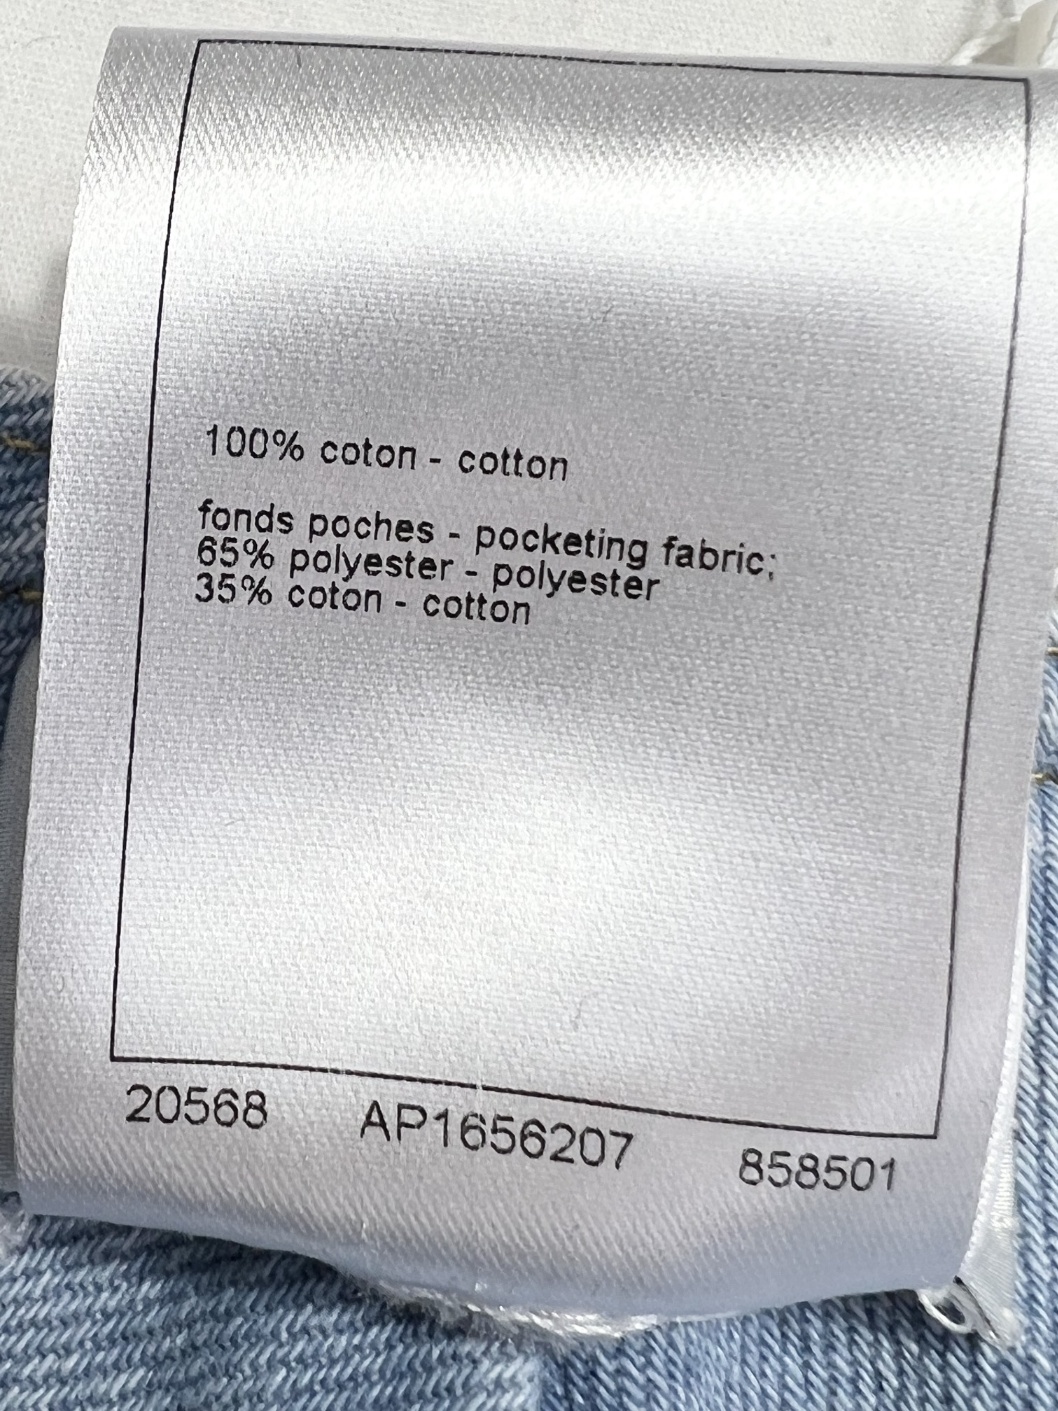 100% coton - cotton
fonds poches - pocketing fabric:
65% polyester - polyester
35% coton - cotton
20568 AP1656207 858501